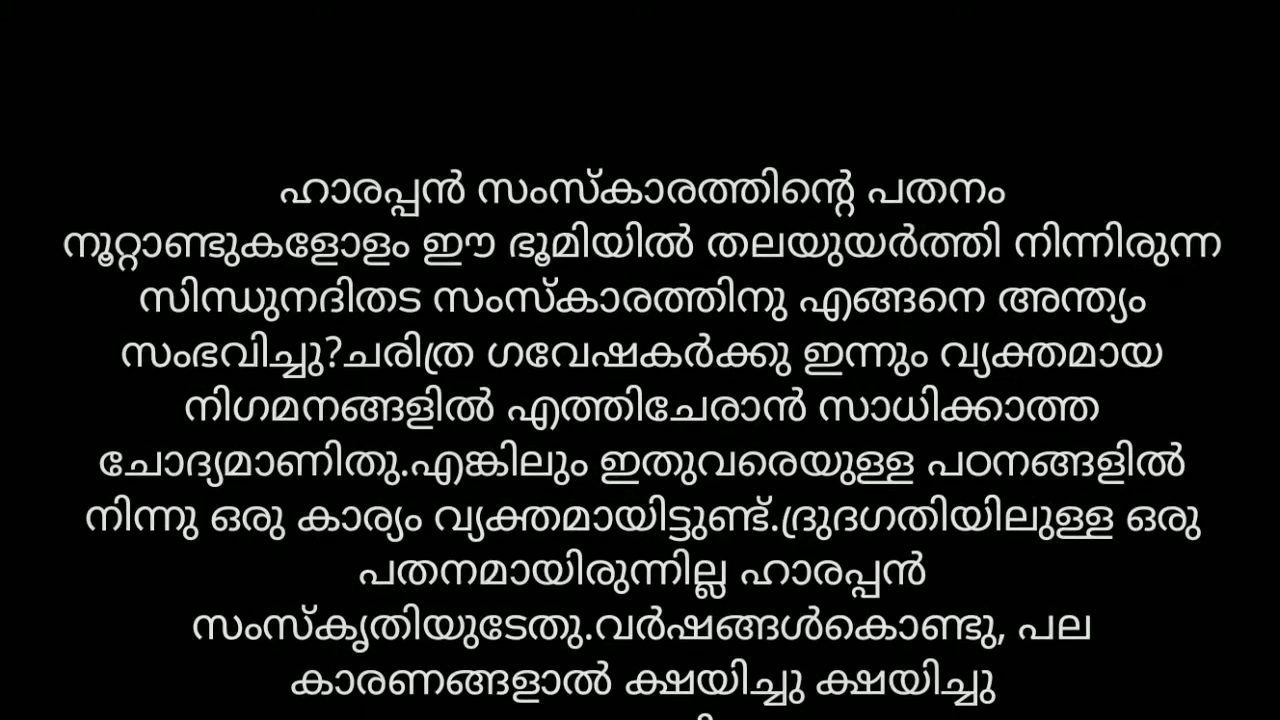 ഹാരപ്പൻ സംസ്കാരത്തിന്റെ പതനം
നൂറ്റാണ്ടുകളോളം ഈ ഭൂമിയിൽ തലയുയർത്തി നിന്നിരുന്ന
സിന്ധുനദിതട സംസ്കാരത്തിനു എങ്ങനെ അന്ത്യം
സംഭവിച്ചു?ചരിത്ര ഗവേഷകർക്കു ഇന്നും വ്യക്തമായ
നിഗമനങ്ങളിൽ എത്തിചേരാൻ സാധിക്കാത്ത
ചോദ്യമാണിതു.എങ്കിലും ഇതുവരെയുള്ള പഠനങ്ങളിൽ
നിന്നു ഒരു കാര്യം വ്യക്തമായിട്ടുണ്ട്.ദ്രുദഗതിയിലുള്ള ഒരു
പതനമായിരുന്നില്ല ഹാരപ്പൻ
സംസ്കൃതിയുടേതു.വർഷങ്ങൾകൊണ്ടു, പല
കാരണങ്ങളാൽ ക്ഷയിച്ചു ക്ഷയിച്ചു